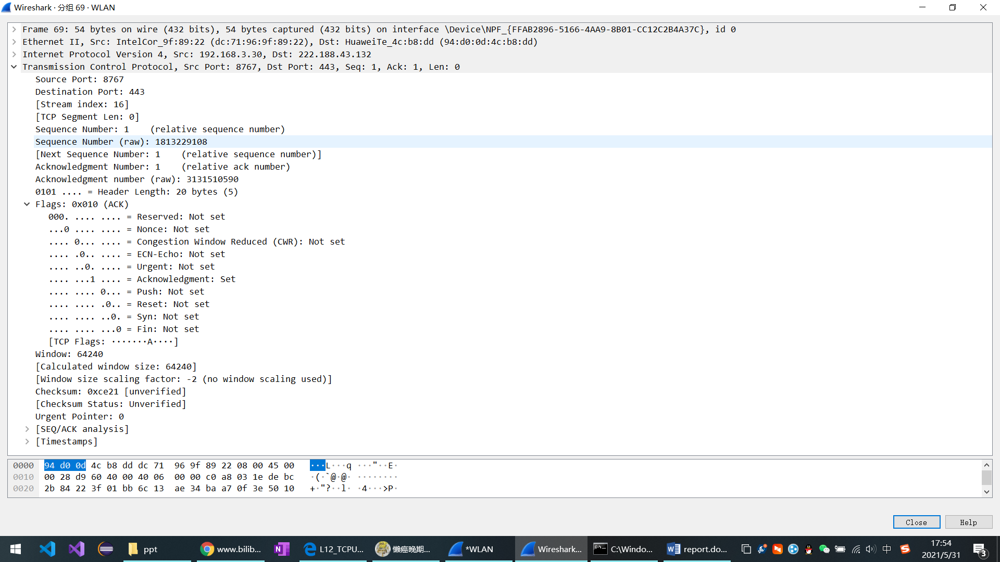 Wireshark · 分组 69 · WLAN
Frame 69: 54 bytes on wire (432 bits), 54 bytes captured (432 bits) on interface \Device\NPF_{FFAB2896-5166-4AA9-8B01-CC12C2B4A37C}, id 0
Ethernet II, Src: IntelCor_9f:89:22 (dc:71:96:9f:89:22), Dst: HuaweiTe_4c:b8:dd (94:d0:0d:4c:b8:dd)
Internet Protocol Version 4, Src: 192.168.3.30, Dst: 222.188.43.132
Transmission Control Protocol, Src Port: 8767, Dst Port: 443, Seq: 1, Ack: 1, Len: 0
Source Port: 8767
Destination Port: 443
[Stream index: 16]
[TCP Segment Len: 0]
Sequence Number: 1    (relative sequence number)
Sequence Number (raw): 1813229108
[Next Sequence Number: 1    (relative sequence number)]
Acknowledgment Number: 1    (relative ack number)
Acknowledgment number (raw): 3131510590
0101 .... = Header Length: 20 bytes (5)
Flags: 0x010 (ACK)
000. .... .... = Reserved: Not set
...0 .... .... = Nonce: Not set
.... 0... .... = Congestion Window Reduced (CWR): Not set
.... .0.. .... = ECN-Echo: Not set
.... ..0. .... = Urgent: Not set
.... ...1 .... = Acknowledgment: Set
.... .... 0... = Push: Not set
.... .... .0.. = Reset: Not set
.... .... ..0. = Syn: Not set
.... .... ...0 = Fin: Not set
[TCP Flags: ·······A····]
Window: 64240
[Calculated window size: 64240]
[Window size scaling factor: -2 (no window scaling used)]
Checksum: 0xce21 [unverified]
[Checksum Status: Unverified]
Urgent Pointer: 0
[SEQ/ACK analysis]
[Timestamps]
0000 94 d0 0d 4c b8 dd dc 71 96 9f 89 22 08 00 45 00 ···L···q ···"··E·
0010 00 28 d9 60 40 00 40 06 00 00 c0 a8 03 1e de bc ·(·`@·@· ········
0020 2b 84 22 3f 01 bb 6c 13 ae 34 ba a7 0f 3e 50 10 +·"?··l· ·4···>P·
Close Help
ppt www.bilib... L12_TCPU... 懒癌晚期... *WLAN Wireshark... C:\Windo... report.do... 中 17:54 3
2021/5/31